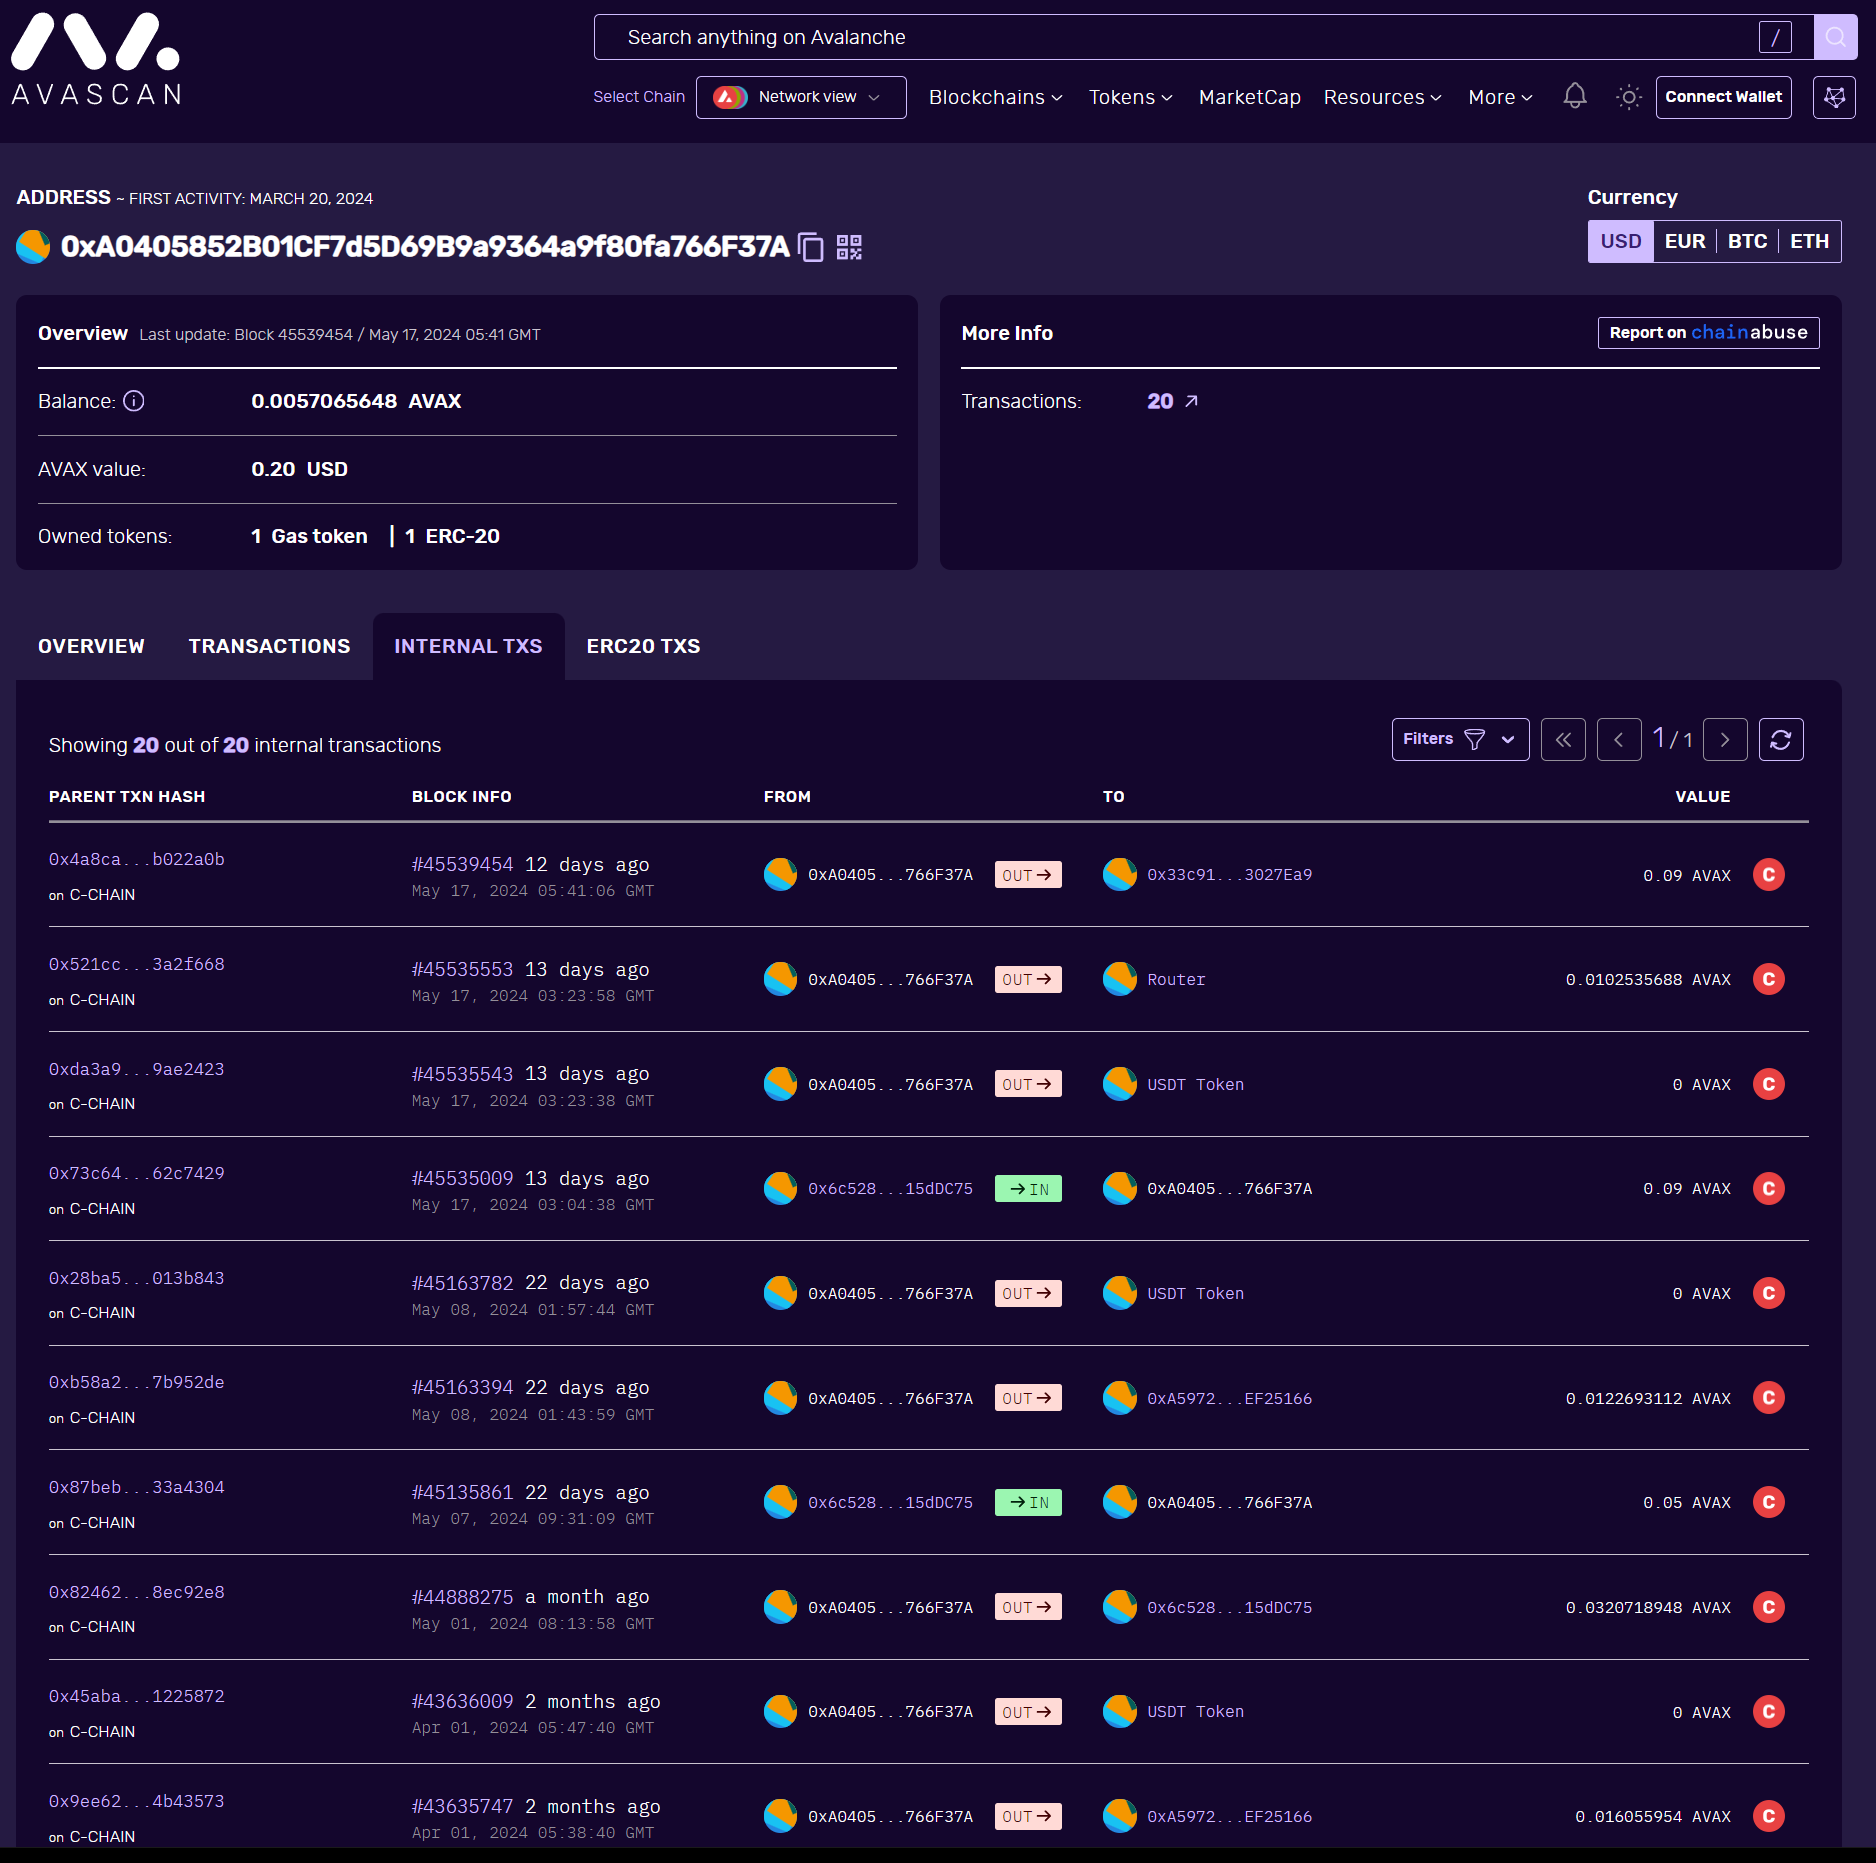 AVASCAN
Search anything on Avalanche /
Select Chain Network view Blockchains Tokens MarketCap Resources More Connect Wallet
ADDRESS ~ FIRST ACTIVITY: MARCH 20, 2024
0xA0405852B01CF7d5D69B9a9364a9f80fa766F37A
Currency
USD EUR BTC ETH
Overview Last update: Block 45539454 / May 17, 2024 05:41 GMT
Balance: 0.0057065648 AVAX
AVAX value: 0.20 USD
Owned tokens: 1 Gas token | 1 ERC-20
More Info Report on chainabuse
Transactions: 20
OVERVIEW TRANSACTIONS INTERNAL TXS ERC20 TXS
Showing 20 out of 20 internal transactions Filters 1 / 1
PARENT TXN HASH BLOCK INFO FROM TO VALUE
0x4a8ca...b022a0b #45539454 12 days ago 0xA0405...766F37A OUT 0x33c91...3027Ea9 0.09 AVAX C
on C-CHAIN May 17, 2024 05:41:06 GMT
0x521cc...3a2f668 #45535553 13 days ago 0xA0405...766F37A OUT Router 0.0102535688 AVAX C
on C-CHAIN May 17, 2024 03:23:58 GMT
0xda3a9...9ae2423 #45535543 13 days ago 0xA0405...766F37A OUT USDT Token 0 AVAX C
on C-CHAIN May 17, 2024 03:23:38 GMT
0x73c64...62c7429 #45535009 13 days ago 0x6c528...15dDC75 IN 0xA0405...766F37A 0.09 AVAX C
on C-CHAIN May 17, 2024 03:04:38 GMT
0x28ba5...013b843 #45163782 22 days ago 0xA0405...766F37A OUT USDT Token 0 AVAX C
on C-CHAIN May 08, 2024 01:57:44 GMT
0xb58a2...7b952de #45163394 22 days ago 0xA0405...766F37A OUT 0xA5972...EF25166 0.0122693112 AVAX C
on C-CHAIN May 08, 2024 01:43:59 GMT
0x87beb...33a4304 #45135861 22 days ago 0x6c528...15dDC75 IN 0xA0405...766F37A 0.05 AVAX C
on C-CHAIN May 07, 2024 09:31:09 GMT
0x82462...8ec92e8 #44888275 a month ago 0xA0405...766F37A OUT 0x6c528...15dDC75 0.0320718948 AVAX C
on C-CHAIN May 01, 2024 08:13:58 GMT
0x45aba...1225872 #43636009 2 months ago 0xA0405...766F37A OUT USDT Token 0 AVAX C
on C-CHAIN Apr 01, 2024 05:47:40 GMT
0x9ee62...4b43573 #43635747 2 months ago 0xA0405...766F37A OUT 0xA5972...EF25166 0.016055954 AVAX C
on C-CHAIN Apr 01, 2024 05:38:40 GMT